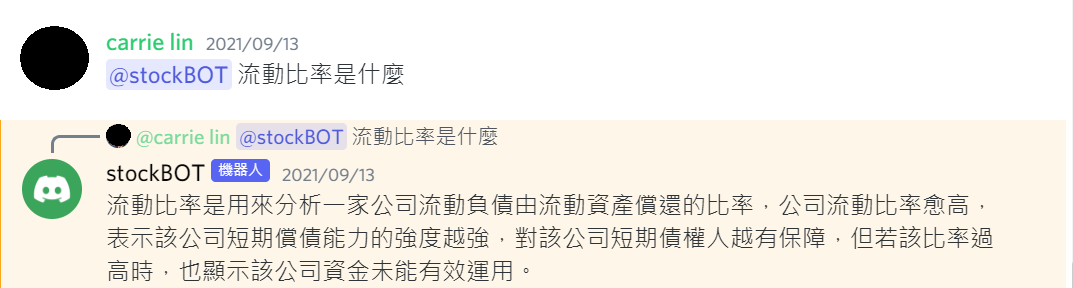 carrie lin 2021/09/13
@stockBOT 流動比率是什麼
@carrie lin @stockBOT 流動比率是什麼
stockBOT 機器人 2021/09/13
流動比率是用來分析一家公司流動負債由流動資產償還的比率，公司流動比率愈高，
表示該公司短期償債能力的強度越強，對該公司短期債權人越有保障，但若該比率過
高時，也顯示該公司資金未能有效運用。